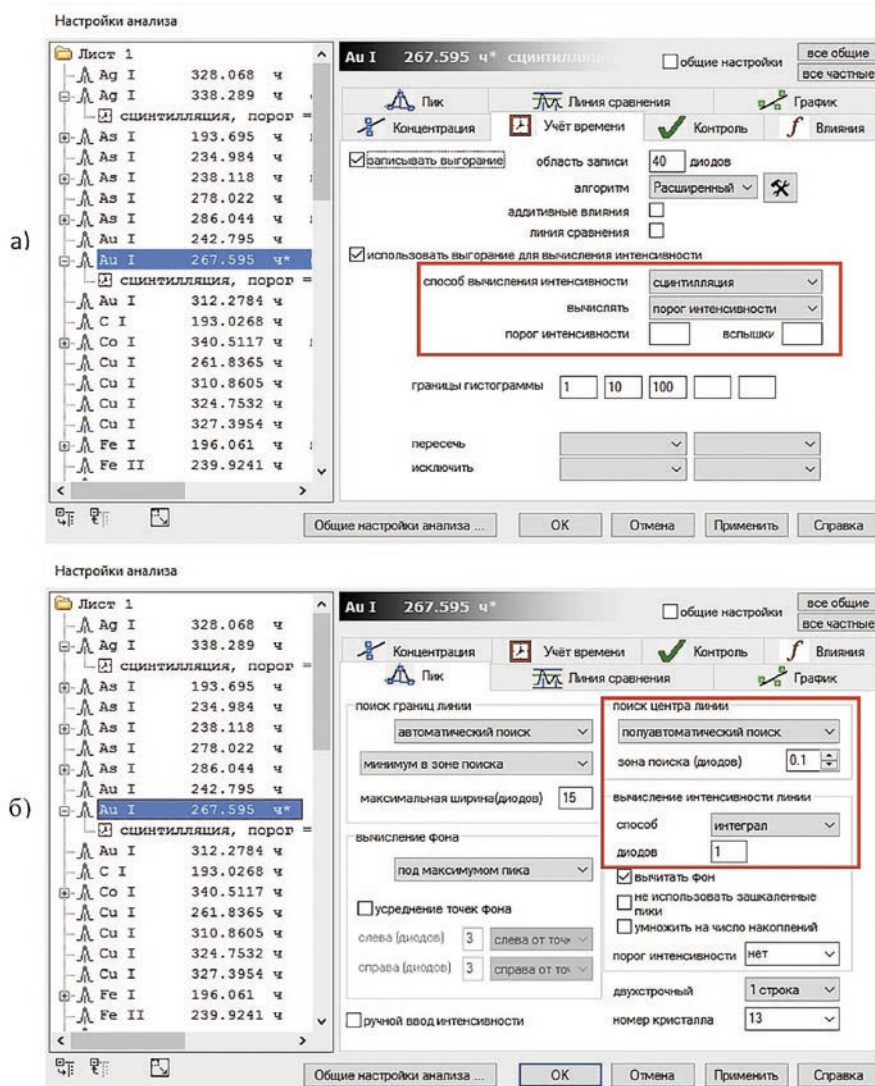 Настройки анализа
а)
Лист 1
Ag I 328.068 ч
Ag I 338.289 ч
сцинтилляция, порог =
As I 193.695 ч
As I 234.984 ч
As I 238.118 ч
As I 278.022 ч
As I 286.044 ч
Au I 242.795 ч
Au I 267.595 ч*
сцинтилляция, порог =
Au I 312.2784 ч
C I 193.0268 ч
Co I 340.5117 ч
Cu I 261.8365 ч
Cu I 310.8605 ч
Cu I 324.7532 ч
Cu I 327.3954 ч
Fe I 196.061 ч
Fe II 239.9241 ч
Au I 267.595 ч* сцинтилляция
общие настройки
все общие
все частные
Пик Линия сравнения График
Концентрация Учёт времени Контроль Влияния
записывать выгорание область записи 40 диодов
алгоритм Расширенный
аддитивные влияния
линия сравнения
использовать выгорание для вычисления интенсивности
способ вычисления интенсивности сцинтилляция
вычислять порог интенсивности
порог интенсивности вспышки
границы гистограммы 1 10 100
пересечь
исключить
Общие настройки анализа ... OK Отмена Применить Справка
Настройки анализа
б)
Лист 1
Ag I 328.068 ч
Ag I 338.289 ч
сцинтилляция, порог =
As I 193.695 ч
As I 234.984 ч
As I 238.118 ч
As I 278.022 ч
As I 286.044 ч
Au I 242.795 ч
Au I 267.595 ч*
сцинтилляция, порог =
Au I 312.2784 ч
C I 193.0268 ч
Co I 340.5117 ч
Cu I 261.8365 ч
Cu I 310.8605 ч
Cu I 324.7532 ч
Cu I 327.3954 ч
Fe I 196.061 ч
Fe II 239.9241 ч
Au I 267.595 ч*
общие настройки
все общие
все частные
Концентрация Учёт времени Контроль Влияния
Пик Линия сравнения График
поиск границ линии
автоматический поиск
минимум в зоне поиска
максимальная ширина(диодов) 15
вычисление фона
под максимумом пика
усреднение точек фона
слева (диодов) 3 слева от точк
справа (диодов) 3 справа от точ
ручной ввод интенсивности
поиск центра линии
полуавтоматический поиск
зона поиска (диодов) 0.1
вычисление интенсивности линии
способ интеграл
диодов 1
вычитать фон
не использовать зашкаленные
пики
умножить на число накоплений
порог интенсивности нет
двухстрочный 1 строка
номер кристалла 13
Общие настройки анализа ... OK Отмена Применить Справка